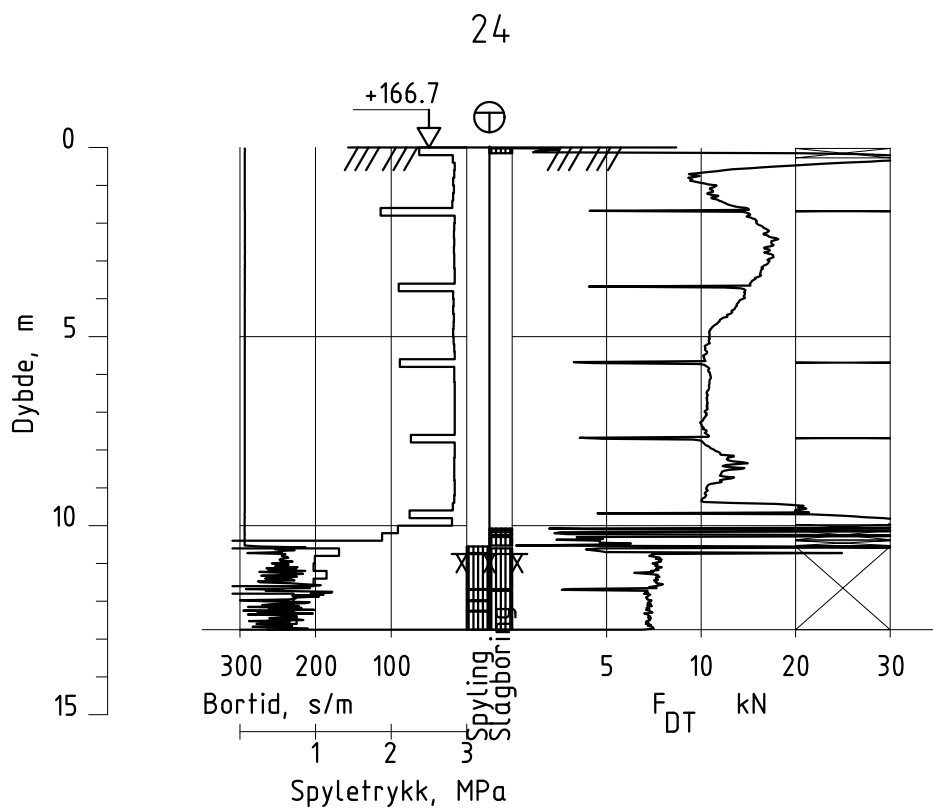 24
+166.7
0
5
10
15
Dybde, m
300 200 100
5 10 20 30
Spyling
Slagboring
Bortid, s/m
F DT kN
1 2 3
Spyletrykk, MPa